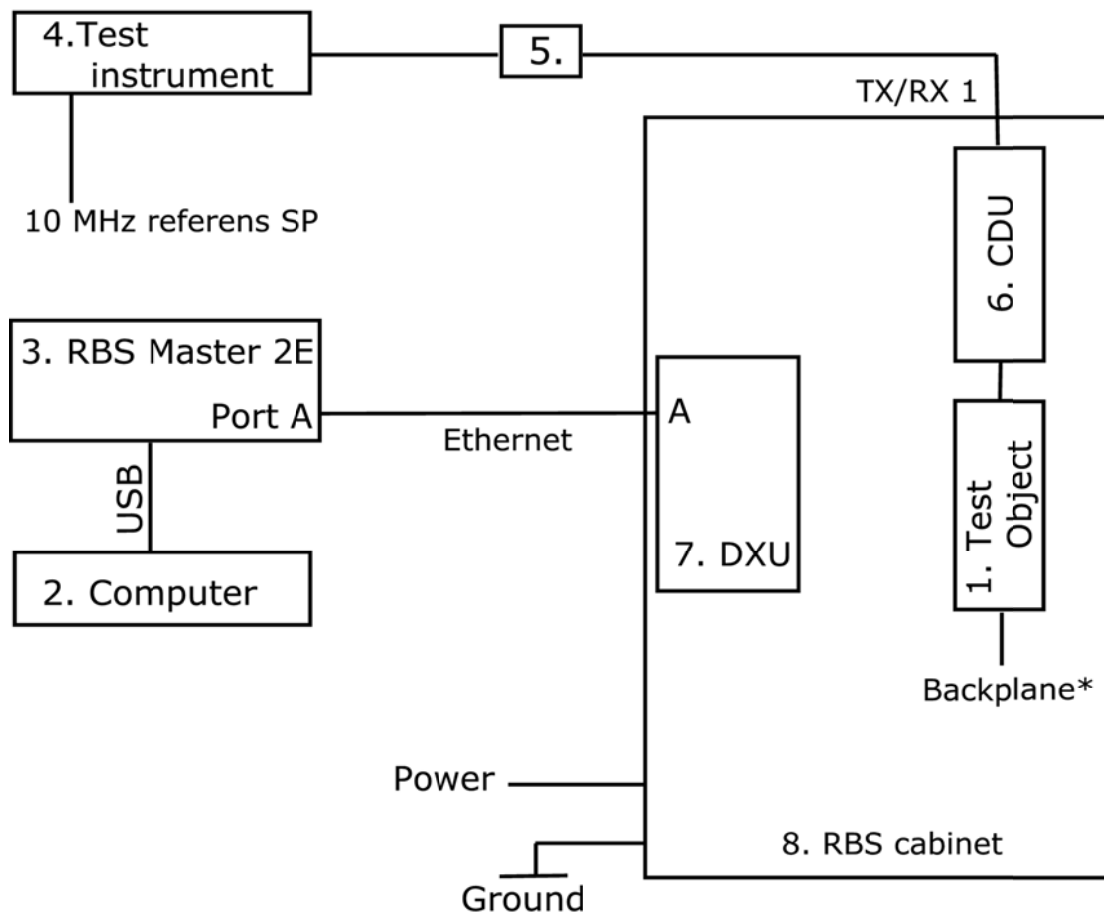 4.Test
instrument
5.
TX/RX 1
10 MHz referens SP
6. CDU
3. RBS Master 2E
Port A
Ethernet
A
7. DXU
1. Test
Object
USB
2. Computer
Backplane*
Power
8. RBS cabinet
Ground